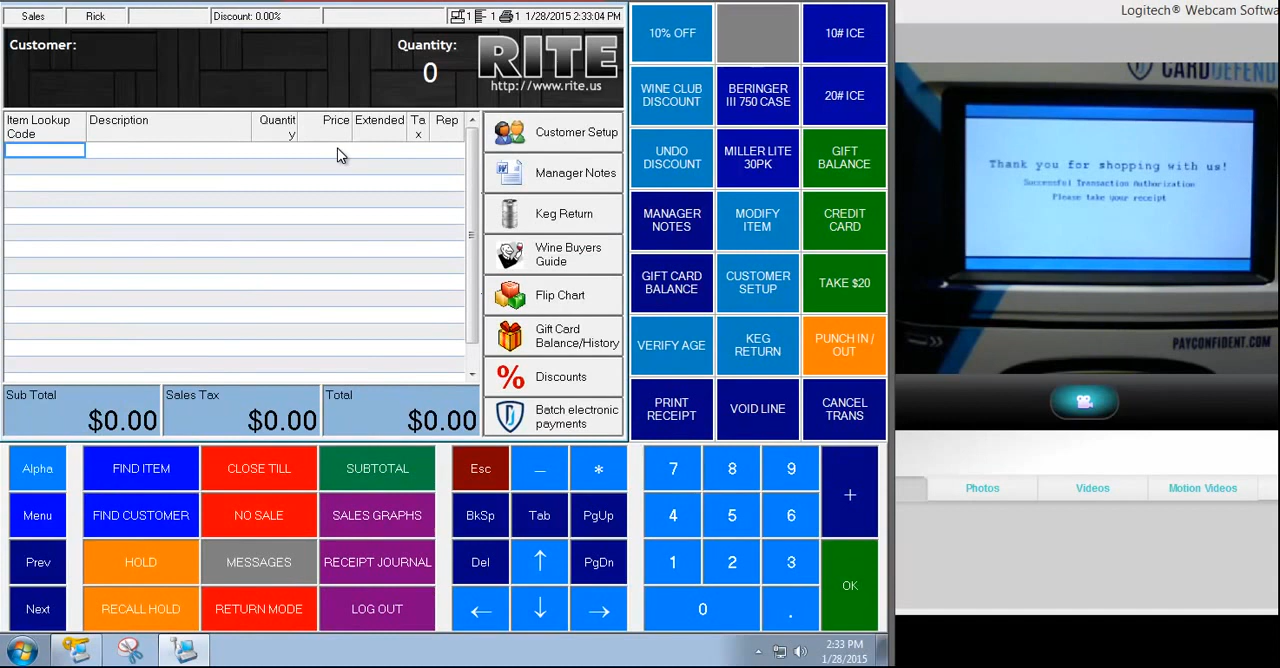 Sales
Rick
Discount: 0.00%
1
1
1
1/28/2015 2:33:04 PM
Customer:
Quantity:
0
RITE
http://www.rite.us
Item Lookup
Code
Description
Quantit
y
Price
Extended
Ta
x
Rep
Customer Setup
Manager Notes
Keg Return
Wine Buyers
Guide
Flip Chart
Gift Card
Balance/History
Discounts
Batch electronic
payments
Sub Total
$0.00
Sales Tax
$0.00
Total
$0.00
10% OFF
10# ICE
WINE CLUB
DISCOUNT
BERINGER
III 750 CASE
20# ICE
UNDO
DISCOUNT
MILLER LITE
30PK
GIFT
BALANCE
MANAGER
NOTES
MODIFY
ITEM
CREDIT
CARD
GIFT CARD
BALANCE
CUSTOMER
SETUP
TAKE $20
VERIFY AGE
KEG
RETURN
PUNCH IN /
OUT
PRINT
RECEIPT
VOID LINE
CANCEL
TRANS
Alpha
FIND ITEM
CLOSE TILL
SUBTOTAL
Esc
_
*
7
8
9
+
Menu
FIND CUSTOMER
NO SALE
SALES GRAPHS
BkSp
Tab
PgUp
4
5
6
Prev
HOLD
MESSAGES
RECEIPT JOURNAL
Del
↑
PgDn
1
2
3
OK
Next
RECALL HOLD
RETURN MODE
LOG OUT
←
↓
→
0
.
2:33 PM
1/28/2015
Logitech® Webcam Softwa
CARDDEFEND
Thank you for shopping with us!
Successful Transaction Authorization
Please take your receipt
PAYCONFIDENT.COM
Photos
Videos
Motion Videos